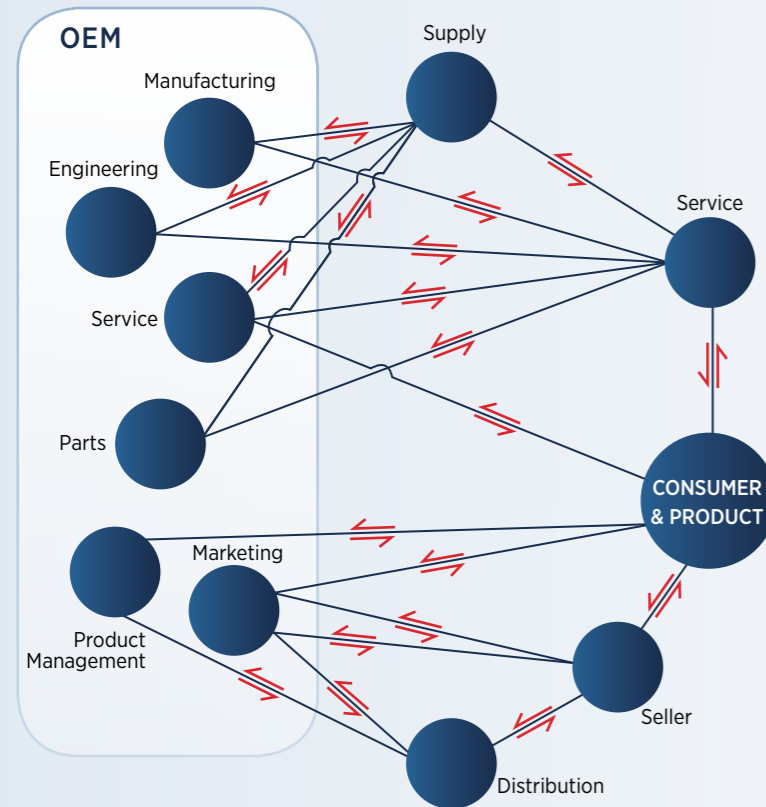 OEM
Supply
Manufacturing
Engineering
Service
Service
Parts
CONSUMER
& PRODUCT
Marketing
Product
Management
Seller
Distribution